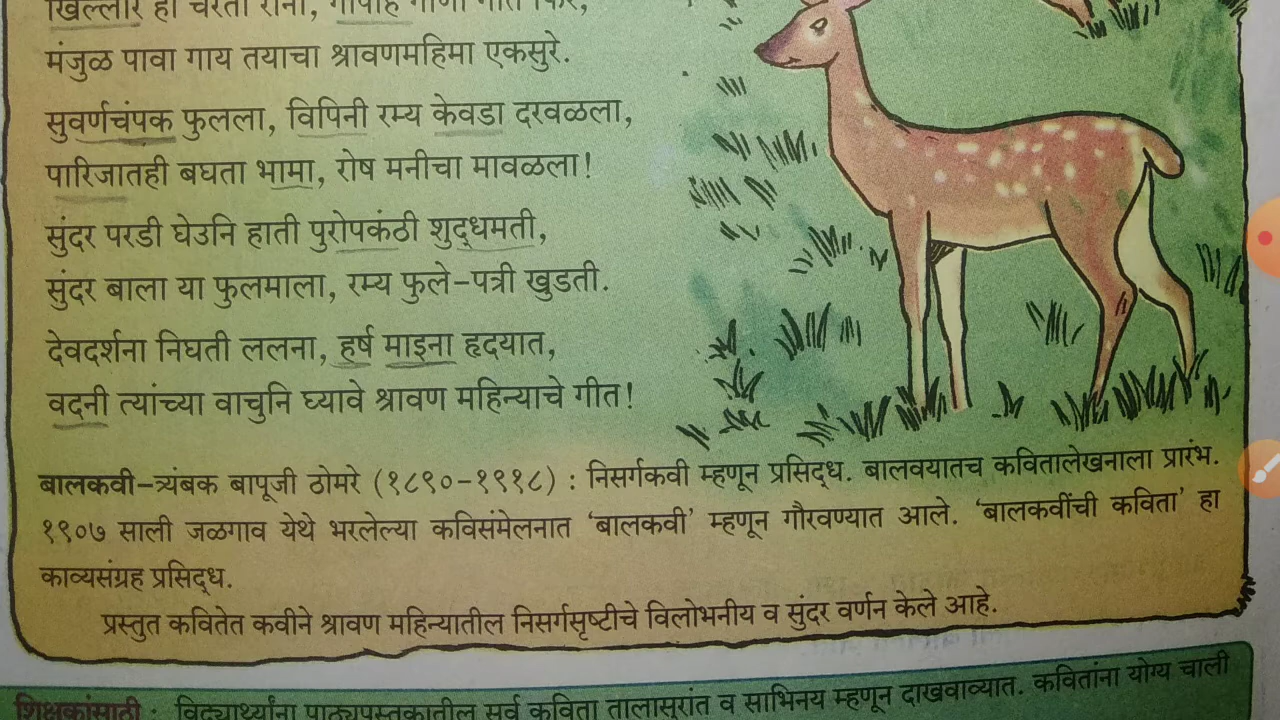 खिल्लारे ही चरती रानी, गोपही गाणी गात फिरे,
मंजुळ पावा गाय तयाचा श्रावणमहिमा एकसुरे.
सुवर्णचंपक फुलला, विपिनी रम्य केवडा दरवळला,
पारिजातही बघता भामा, रोष मनीचा मावळला!
सुंदर परडी घेउनि हाती पुरोपकंठी शुद्धमती,
सुंदर बाला या फुलमाला, रम्य फुले-पत्री खुडती.
देवदर्शना निघती ललना, हर्ष माइना हृदयात,
वदनी त्यांच्या वाचुनि घ्यावे श्रावण महिन्याचे गीत!
बालकवी-त्र्यंबक बापूजी ठोमरे (१८९०-१९१८) : निसर्गकवी म्हणून प्रसिद्ध. बालवयातच कवितालेखनाला प्रारंभ.
१९०७ साली जळगाव येथे भरलेल्या कविसंमेलनात 'बालकवी' म्हणून गौरवण्यात आले. 'बालकवींची कविता' हा
काव्यसंग्रह प्रसिद्ध.
प्रस्तुत कवितेत कवीने श्रावण महिन्यातील निसर्गसृष्टीचे विलोभनीय व सुंदर वर्णन केले आहे.
शिक्षकांसाठी : विद्यार्थ्यांना पाठ्यपुस्तकातील सर्व कविता तालासुरांत व साभिनय म्हणून दाखवाव्यात. कवितांना योग्य चाली